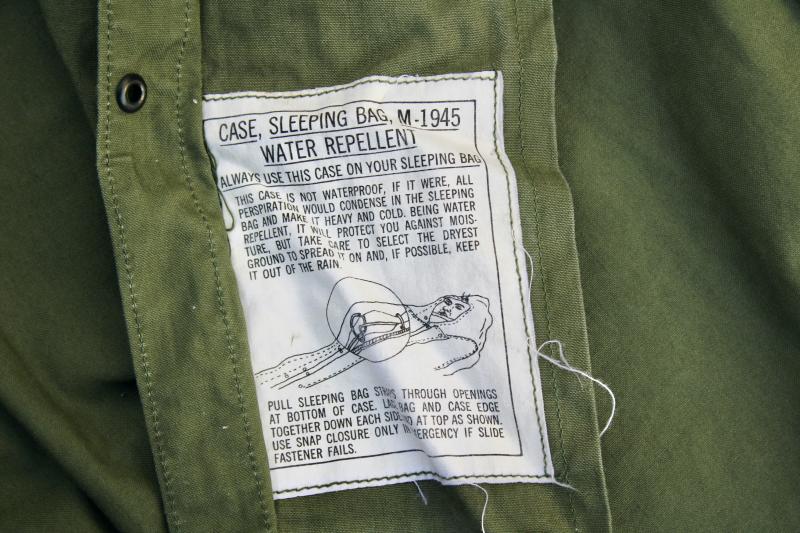 CASE, SLEEPING BAG, M-1945
WATER REPELLENT
ALWAYS USE THIS CASE ON YOUR SLEEPING BAG
THIS CASE IS NOT WATERPROOF, IF IT WERE, ALL
PERSPIRATION WOULD CONDENSE IN THE SLEEPING
BAG AND MAKE IT HEAVY AND COLD. BEING WATER
REPELLENT, IT WILL PROTECT YOU AGAINST MOIS-
TURE, BUT TAKE CARE TO SELECT THE DRYEST
GROUND TO SPREAD IT ON AND, IF POSSIBLE, KEEP
IT OUT OF THE RAIN.
PULL SLEEPING BAG STRAPS THROUGH OPENINGS
AT BOTTOM OF CASE. LACE BAG AND CASE EDGE
TOGETHER DOWN EACH SIDE AND AT TOP AS SHOWN.
USE SNAP CLOSURE ONLY IN EMERGENCY IF SLIDE
FASTENER FAILS.